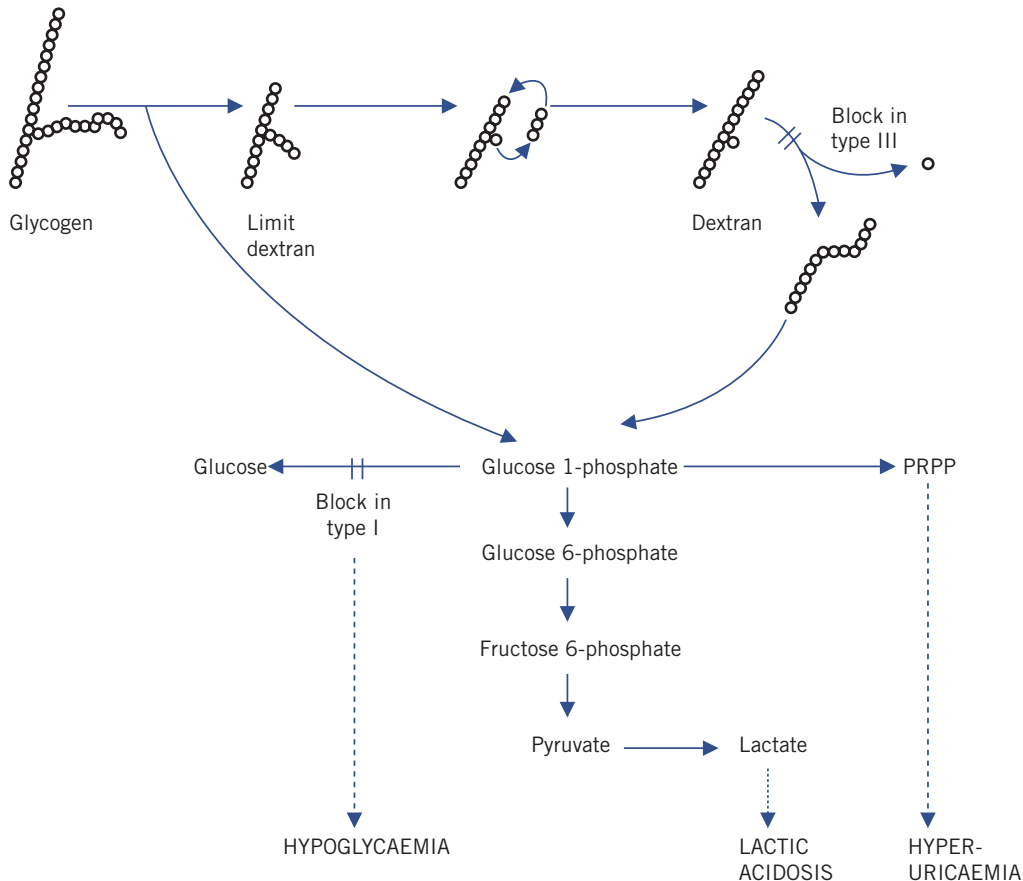 Block in
type III
Glycogen
Limit
dextran
Dextran
Glucose
Glucose 1-phosphate
PRPP
Block in
type I
Glucose 6-phosphate
Fructose 6-phosphate
Pyruvate
Lactate
HYPOGLYCAEMIA
LACTIC
ACIDOSIS
HYPER-
URICAEMIA